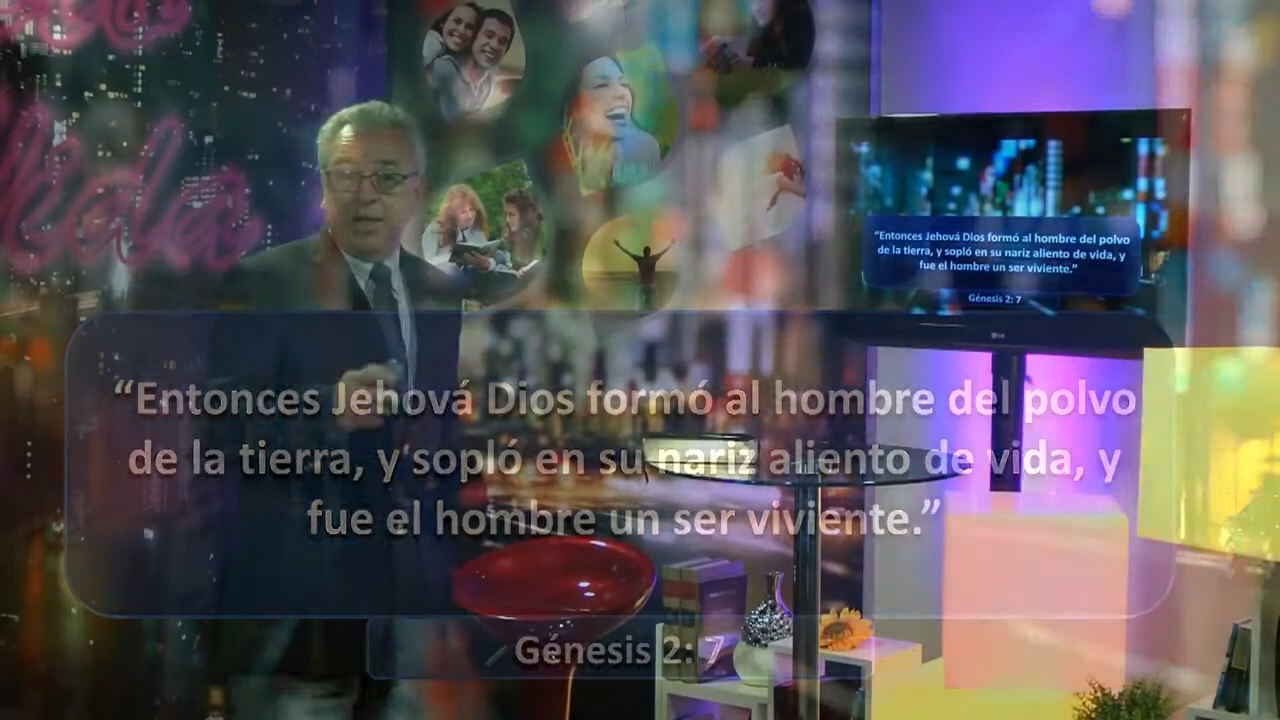 Vida
“Entonces Jehová Dios formó al hombre del polvo
de la tierra, y sopló en su nariz aliento de vida, y
fue el hombre un ser viviente.”
Génesis 2: 7
LG
“Entonces Jehová Dios formó al hombre del polvo
de la tierra, y sopló en su nariz aliento de vida, y
fue el hombre un ser viviente.”
Génesis 2: 7